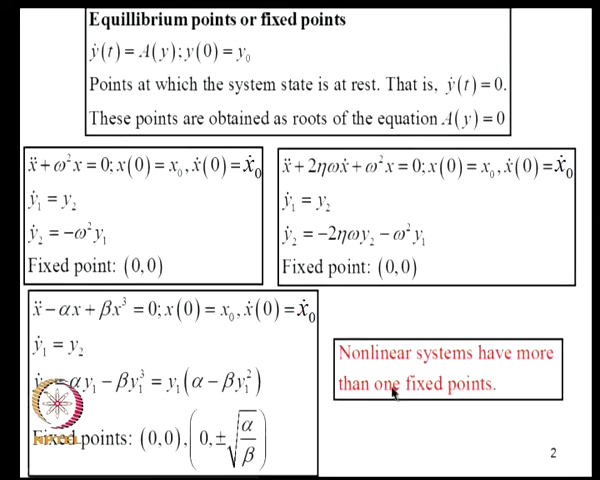 Equillibrium points or fixed points
ẏ(t) = A(y); y(0) = y₀
Points at which the system state is at rest. That is, ẏ(t) = 0.
These points are obtained as roots of the equation A(y) = 0
ẍ + ω²x = 0; x(0) = x₀, ẋ(0) = ẋ₀
ẏ₁ = y₂
ẏ₂ = −ω²y₁
Fixed point: (0,0)
ẍ + 2ηωẋ + ω²x = 0; x(0) = x₀, ẋ(0) = ẋ₀
ẏ₁ = y₂
ẏ₂ = −2ηωy₂ − ω²y₁
Fixed point: (0,0)
ẍ − αx + βx³ = 0; x(0) = x₀, ẋ(0) = ẋ₀
ẏ₁ = y₂
ẏ₂ = αy₁ − βy₁³ = y₁(α − βy₁²)
Fixed points: (0,0), (0, ±√(α/β))
Nonlinear systems have more
than one fixed points.
2